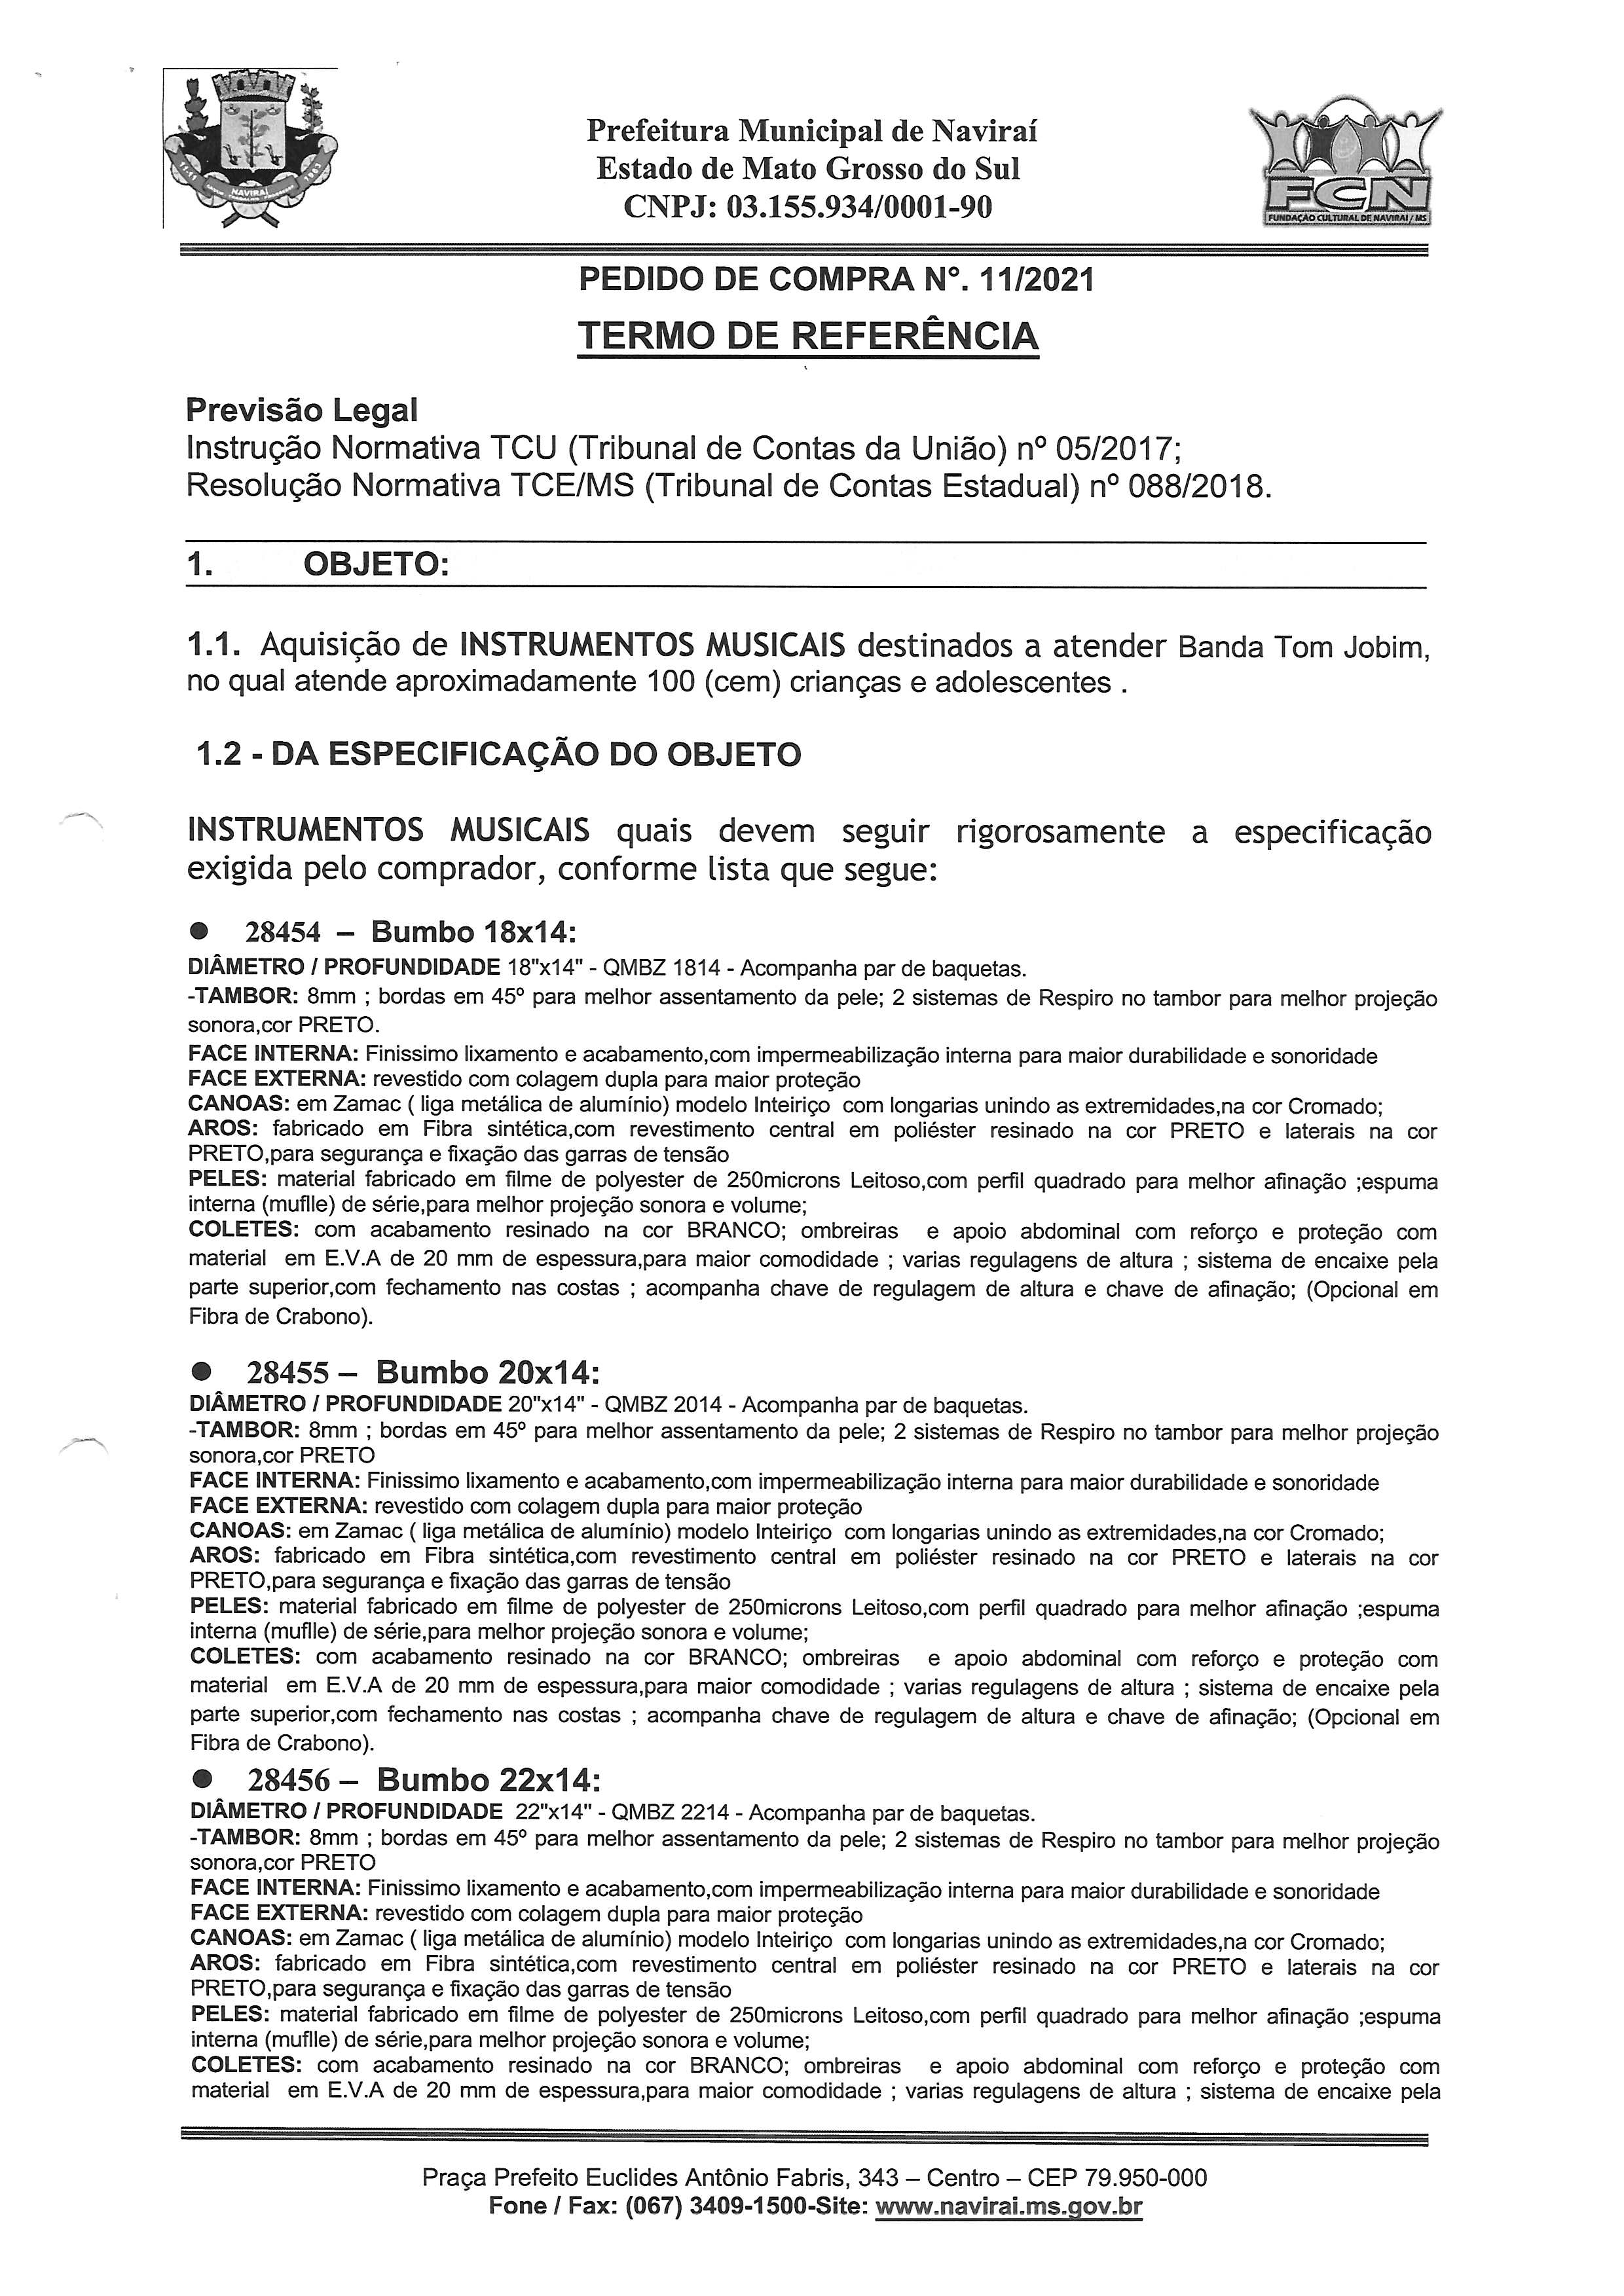 Prefeitura Municipal de Naviraí
Estado de Mato Grosso do Sul
CNPJ: 03.155.934/0001-90
NAVIRAÍ
11-11
1963
FCN
FUNDAÇÃO CULTURAL DE NAVIRAI / MS
PEDIDO DE COMPRA N°. 11/2021
TERMO DE REFERÊNCIA
Previsão Legal
Instrução Normativa TCU (Tribunal de Contas da União) nº 05/2017;
Resolução Normativa TCE/MS (Tribunal de Contas Estadual) nº 088/2018.
1. OBJETO:
1.1. Aquisição de INSTRUMENTOS MUSICAIS destinados a atender Banda Tom Jobim,
no qual atende aproximadamente 100 (cem) crianças e adolescentes .
1.2 - DA ESPECIFICAÇÃO DO OBJETO
INSTRUMENTOS MUSICAIS quais devem seguir rigorosamente a especificação
exigida pelo comprador, conforme lista que segue:
● 28454 – Bumbo 18x14:
DIÂMETRO / PROFUNDIDADE 18"x14" - QMBZ 1814 - Acompanha par de baquetas.
-TAMBOR: 8mm ; bordas em 45º para melhor assentamento da pele; 2 sistemas de Respiro no tambor para melhor projeção
sonora,cor PRETO.
FACE INTERNA: Finissimo lixamento e acabamento,com impermeabilização interna para maior durabilidade e sonoridade
FACE EXTERNA: revestido com colagem dupla para maior proteção
CANOAS: em Zamac ( liga metálica de alumínio) modelo Inteiriço com longarias unindo as extremidades,na cor Cromado;
AROS: fabricado em Fibra sintética,com revestimento central em poliéster resinado na cor PRETO e laterais na cor
PRETO,para segurança e fixação das garras de tensão
PELES: material fabricado em filme de polyester de 250microns Leitoso,com perfil quadrado para melhor afinação ;espuma
interna (muflle) de série,para melhor projeção sonora e volume;
COLETES: com acabamento resinado na cor BRANCO; ombreiras e apoio abdominal com reforço e proteção com
material em E.V.A de 20 mm de espessura,para maior comodidade ; varias regulagens de altura ; sistema de encaixe pela
parte superior,com fechamento nas costas ; acompanha chave de regulagem de altura e chave de afinação; (Opcional em
Fibra de Crabono).
● 28455 – Bumbo 20x14:
DIÂMETRO / PROFUNDIDADE 20"x14" - QMBZ 2014 - Acompanha par de baquetas.
-TAMBOR: 8mm ; bordas em 45º para melhor assentamento da pele; 2 sistemas de Respiro no tambor para melhor projeção
sonora,cor PRETO
FACE INTERNA: Finissimo lixamento e acabamento,com impermeabilização interna para maior durabilidade e sonoridade
FACE EXTERNA: revestido com colagem dupla para maior proteção
CANOAS: em Zamac ( liga metálica de alumínio) modelo Inteiriço com longarias unindo as extremidades,na cor Cromado;
AROS: fabricado em Fibra sintética,com revestimento central em poliéster resinado na cor PRETO e laterais na cor
PRETO,para segurança e fixação das garras de tensão
PELES: material fabricado em filme de polyester de 250microns Leitoso,com perfil quadrado para melhor afinação ;espuma
interna (muflle) de série,para melhor projeção sonora e volume;
COLETES: com acabamento resinado na cor BRANCO; ombreiras e apoio abdominal com reforço e proteção com
material em E.V.A de 20 mm de espessura,para maior comodidade ; varias regulagens de altura ; sistema de encaixe pela
parte superior,com fechamento nas costas ; acompanha chave de regulagem de altura e chave de afinação; (Opcional em
Fibra de Crabono).
● 28456 – Bumbo 22x14:
DIÂMETRO / PROFUNDIDADE 22"x14" - QMBZ 2214 - Acompanha par de baquetas.
-TAMBOR: 8mm ; bordas em 45º para melhor assentamento da pele; 2 sistemas de Respiro no tambor para melhor projeção
sonora,cor PRETO
FACE INTERNA: Finissimo lixamento e acabamento,com impermeabilização interna para maior durabilidade e sonoridade
FACE EXTERNA: revestido com colagem dupla para maior proteção
CANOAS: em Zamac ( liga metálica de alumínio) modelo Inteiriço com longarias unindo as extremidades,na cor Cromado;
AROS: fabricado em Fibra sintética,com revestimento central em poliéster resinado na cor PRETO e laterais na cor
PRETO,para segurança e fixação das garras de tensão
PELES: material fabricado em filme de polyester de 250microns Leitoso,com perfil quadrado para melhor afinação ;espuma
interna (muflle) de série,para melhor projeção sonora e volume;
COLETES: com acabamento resinado na cor BRANCO; ombreiras e apoio abdominal com reforço e proteção com
material em E.V.A de 20 mm de espessura,para maior comodidade ; varias regulagens de altura ; sistema de encaixe pela
Praça Prefeito Euclides Antônio Fabris, 343 – Centro – CEP 79.950-000
Fone / Fax: (067) 3409-1500-Site: www.navirai.ms.gov.br